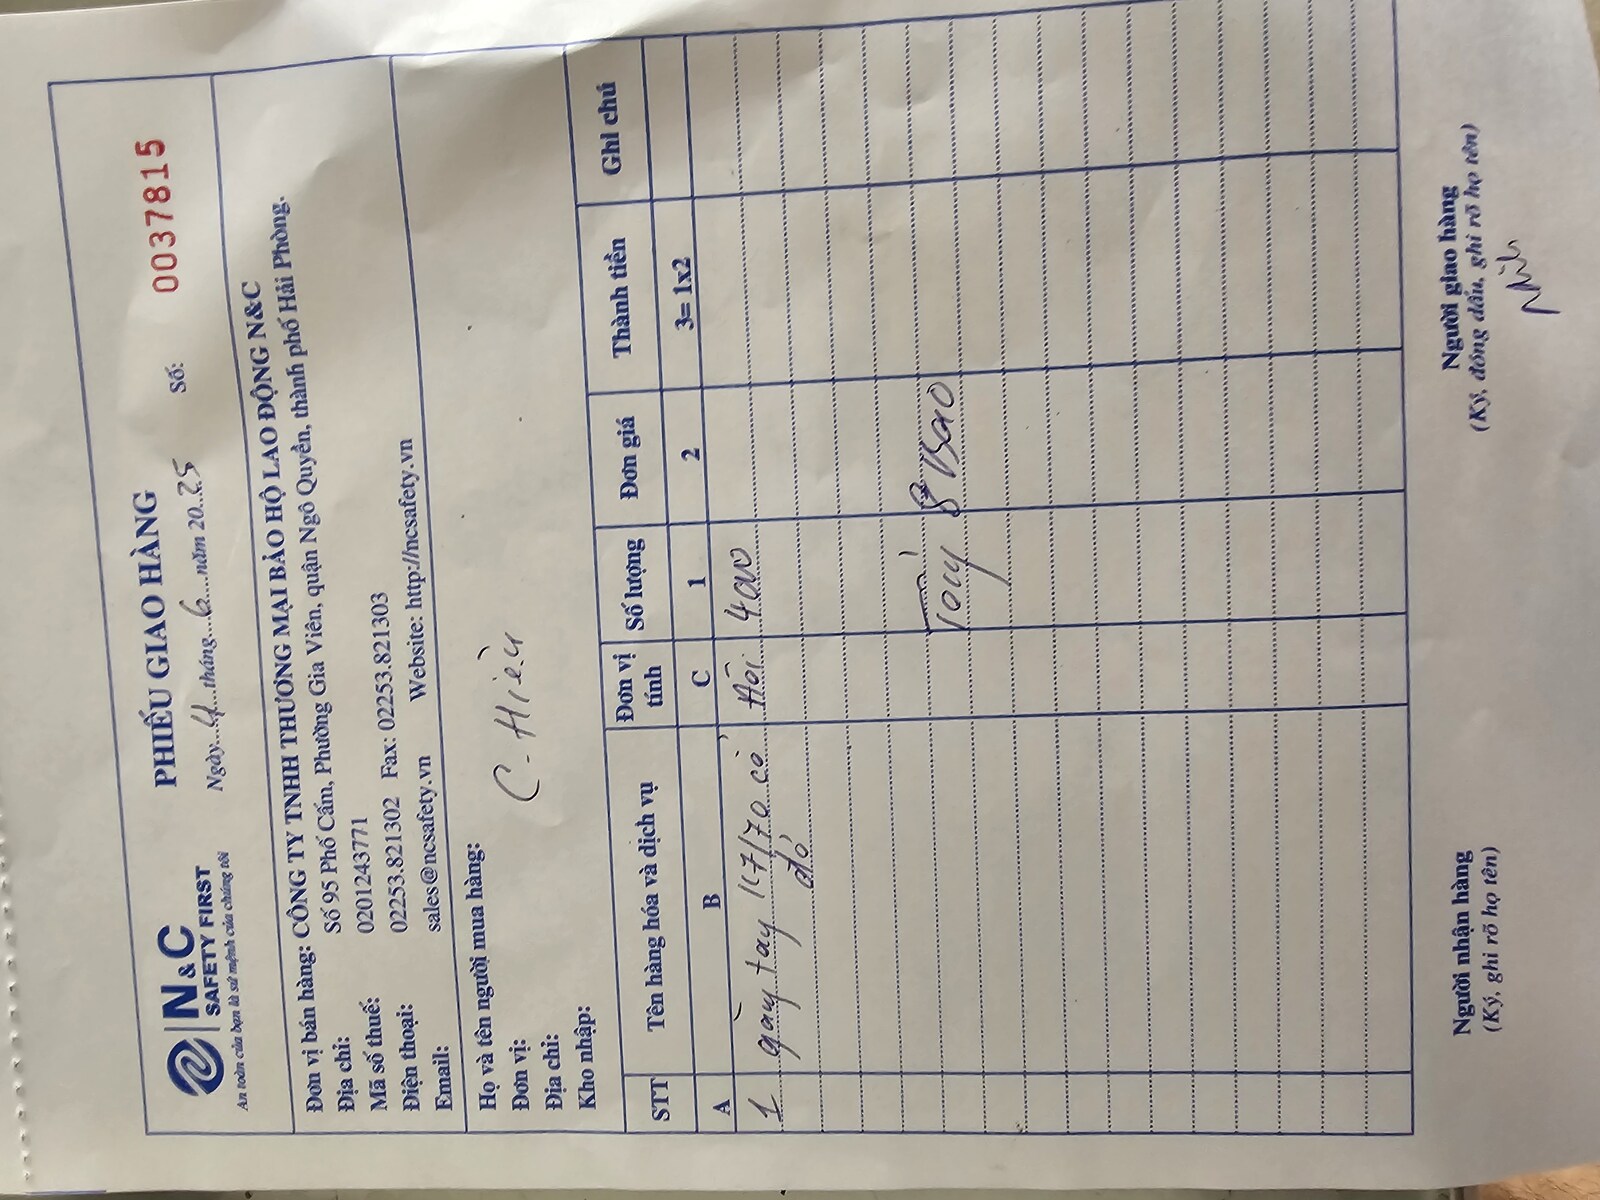 N&C
SAFETY FIRST
An toàn của bạn là sứ mệnh của chúng tôi
PHIẾU GIAO HÀNG
Ngày...4...tháng...6...năm 20..25
Số: 0037815
Đơn vị bán hàng: CÔNG TY TNHH THƯƠNG MẠI BẢO HỘ LAO ĐỘNG N&C
Địa chỉ: Số 95 Phố Cấm, Phường Gia Viên, quận Ngô Quyền, thành phố Hải Phòng.
Mã số thuế: 0201243771
Điện thoại: 02253.821302 Fax: 02253.821303
Email: sales@ncsafety.vn Website: http://ncsafety.vn
Họ và tên người mua hàng: C. Hiền
Đơn vị:
Địa chỉ:
Kho nhập:
STT Tên hàng hóa và dịch vụ Đơn vị tính Số lượng Đơn giá Thành tiền Ghi chú
A B C 1 2 3= 1x2
1 găng tay K7/70 cổ Đôi 4000
đỏ
Tổng 8 Bao
Người nhận hàng Người giao hàng
(Ký, ghi rõ họ tên) (Ký, đóng dấu, ghi rõ họ tên)